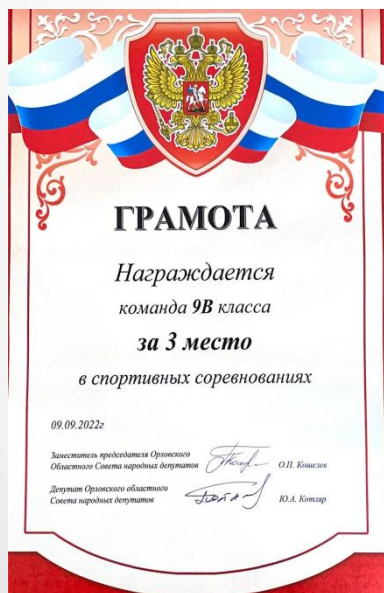 ГРАМОТА
Награждается
команда 9В класса
за 3 место
в спортивных соревнованиях
09.09.2022г
Заместитель председателя Орловского
Областного Совета народных депутатов О.П. Кошелев
Депутат Орловского областного
Совета народных депутатов Ю.А. Котляр